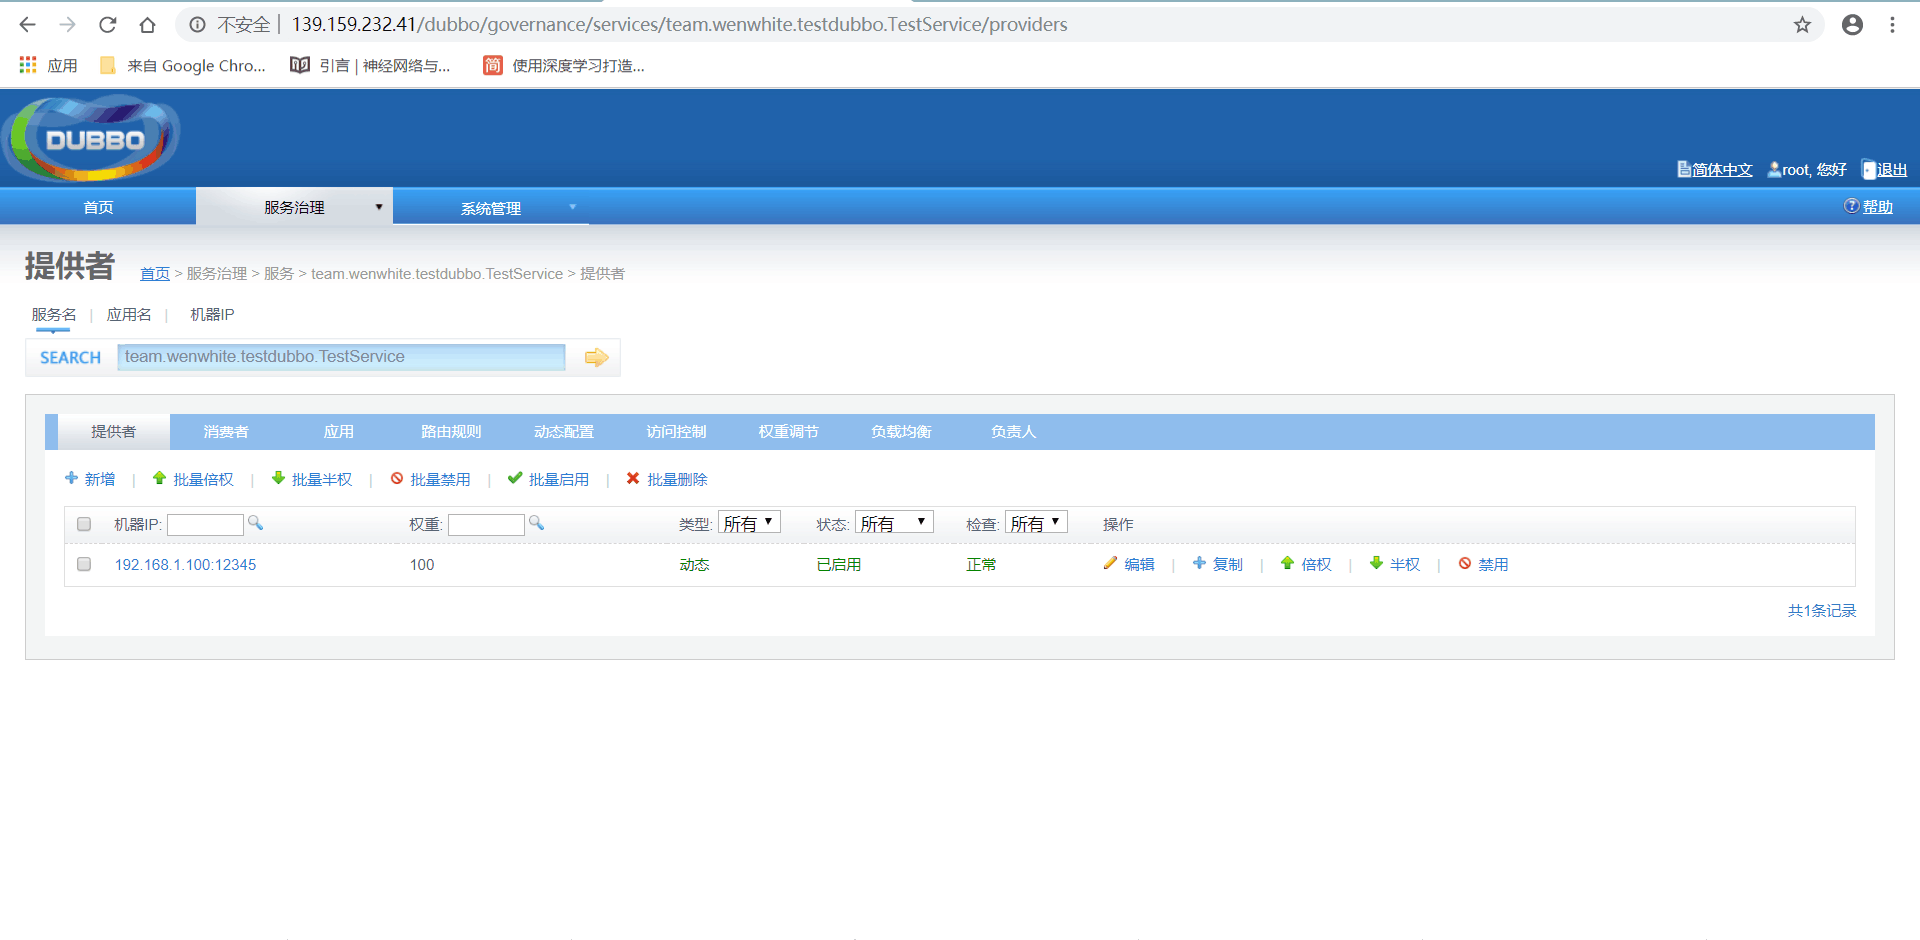 不安全 | 139.159.232.41/dubbo/governance/services/team.wenwhite.testdubbo.TestService/providers
应用 来自 Google Chro... 引言 | 神经网络与... 简 使用深度学习打造...
DUBBO
简体中文 root, 您好 退出
首页 服务治理 系统管理 帮助
提供者 首页 > 服务治理 > 服务 > team.wenwhite.testdubbo.TestService > 提供者
服务名 | 应用名 | 机器IP
SEARCH team.wenwhite.testdubbo.TestService
提供者 消费者 应用 路由规则 动态配置 访问控制 权重调节 负载均衡 负责人
新增 | 批量倍权 | 批量半权 | 批量禁用 | 批量启用 | 批量删除
机器IP: 权重: 类型: 所有 状态: 所有 检查: 所有 操作
192.168.1.100:12345 100 动态 已启用 正常 编辑 | 复制 | 倍权 | 半权 | 禁用
共1条记录